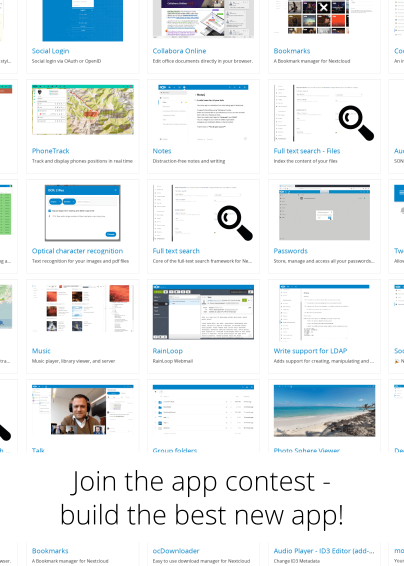 Social Login
Collabora Online
Bookmarks
Social login via OAuth or OpenID
Edit office documents directly in your browser.
A Bookmark manager for Nextcloud
PhoneTrack
Notes
Full text search - Files
Track and display phones positions in real time
Distraction-free notes and writing
Index the content of your files
Optical character recognition
Full text search
Passwords
Text recognition for your images and pdf files
Core of the full-text search framework for Ne...
Store, manage and access all your passwords...
Music
RainLoop
Write support for LDAP
Music player, library viewer, and server
RainLoop Webmail
Adds support for creating, manipulating and ...
Talk
Group folders
Photo Sphere Viewer
Join the app contest -
build the best new app!
Bookmarks
ocDownloader
Audio Player - ID3 Editor (add-...
A Bookmark manager for Nextcloud
Easy to use download manager for Nextcloud
Change ID3 Metadata